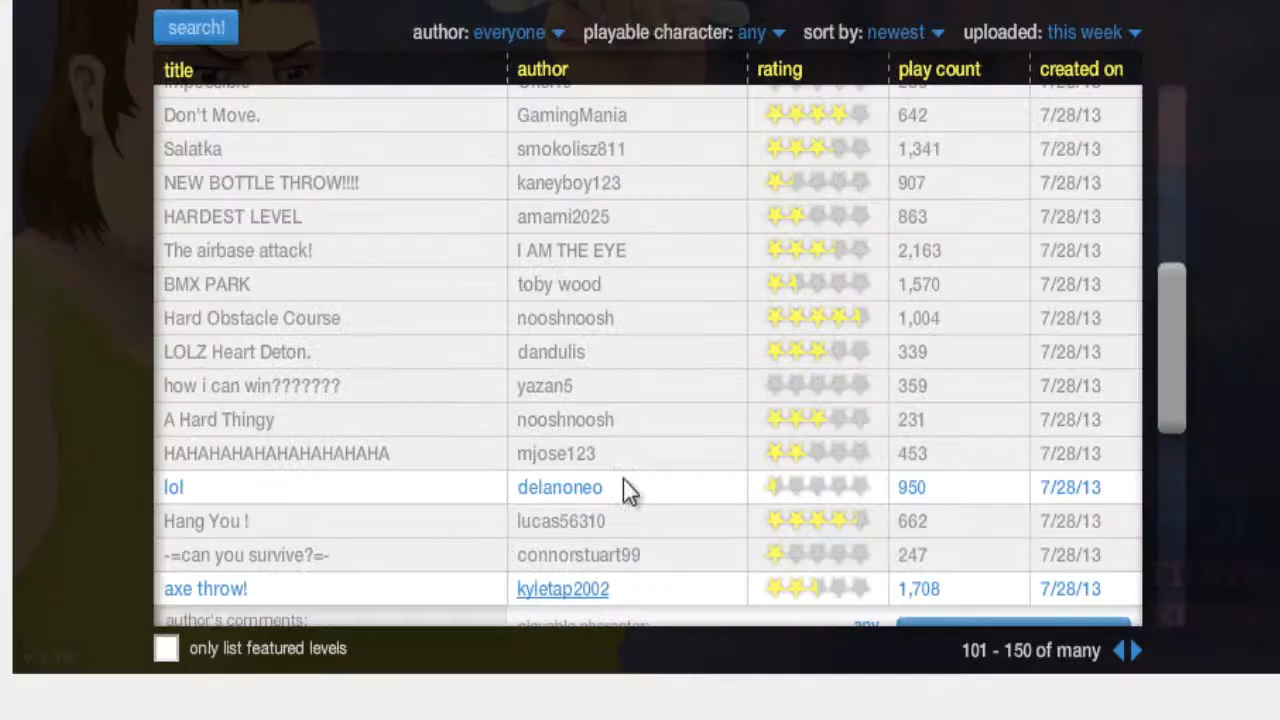 search! author: everyone playable character: any sort by: newest uploaded: this week
title author rating play count created on
Impossible
Don't Move. GamingMania 642 7/28/13
Salatka smokolisz811 1,341 7/28/13
NEW BOTTLE THROW!!!! kaneyboy123 907 7/28/13
HARDEST LEVEL amami2025 863 7/28/13
The airbase attack! I AM THE EYE 2,163 7/28/13
BMX PARK toby wood 1,570 7/28/13
Hard Obstacle Course nooshnoosh 1,004 7/28/13
LOLZ Heart Deton. dandulis 339 7/28/13
how i can win??????? yazan5 359 7/28/13
A Hard Thingy nooshnoosh 231 7/28/13
HAHAHAHAHAHAHAHAHAHA mjose123 453 7/28/13
lol delanoneo 950 7/28/13
Hang You ! lucas56310 662 7/28/13
-=can you survive?=- connorstuart99 247 7/28/13
axe throw! kyletap2002 1,708 7/28/13
author's comments: playable character: any
only list featured levels 101 - 150 of many